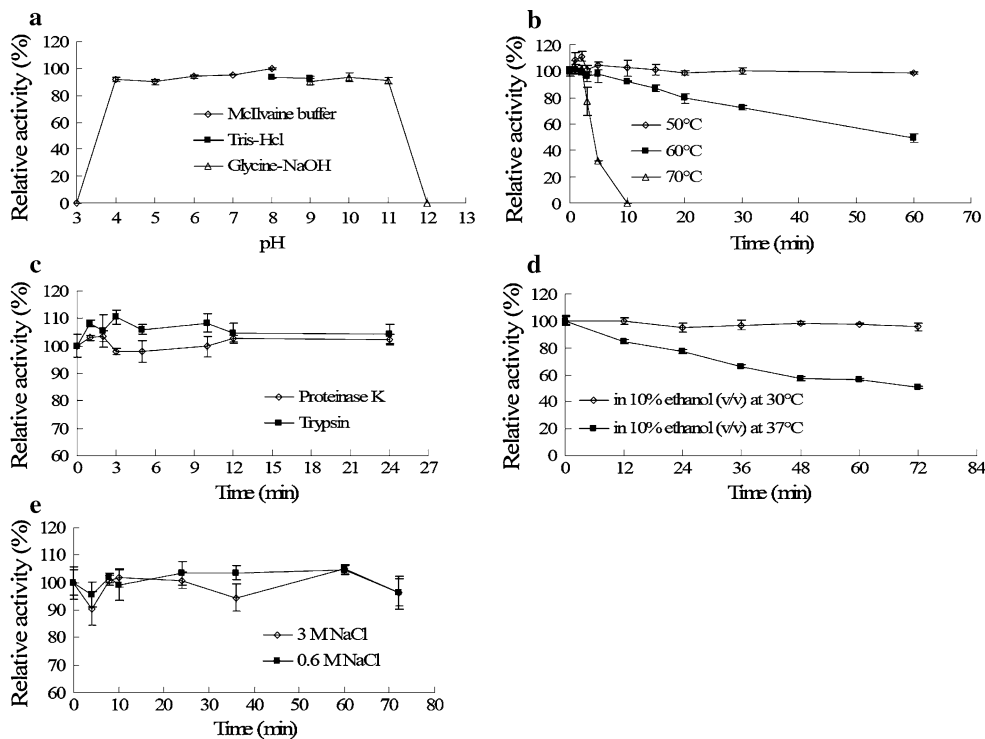 a
Relative activity (%)
120
100
80
60
40
20
0
McIlvaine buffer
Tris-Hcl
Glycine-NaOH
3 4 5 6 7 8 9 10 11 12 13
pH
b
Relative activity (%)
120
100
80
60
40
20
0
50°C
60°C
70°C
0 10 20 30 40 50 60 70
Time (min)
c
Relative activity (%)
120
110
100
90
80
70
60
Proteinase K
Trypsin
0 3 6 9 12 15 18 21 24 27
Time (min)
d
Relative activity (%)
120
100
80
60
40
20
0
in 10% ethanol (v/v) at 30°C
in 10% ethanol (v/v) at 37°C
0 12 24 36 48 60 72 84
Time (min)
e
Relative activity (%)
120
110
100
90
80
70
60
3 M NaCl
0.6 M NaCl
0 10 20 30 40 50 60 70 80
Time (min)